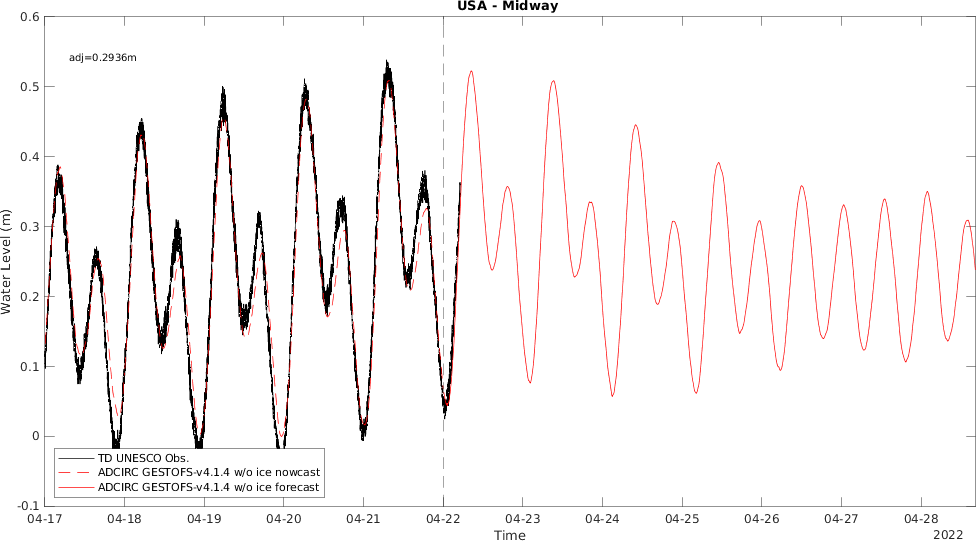 USA - Midway
adj=0.2936m
Water Level (m)
0.6
0.5
0.4
0.3
0.2
0.1
0
-0.1
TD UNESCO Obs.
ADCIRC GESTOFS-v4.1.4 w/o ice nowcast
ADCIRC GESTOFS-v4.1.4 w/o ice forecast
04-17 04-18 04-19 04-20 04-21 04-22 04-23 04-24 04-25 04-26 04-27 04-28
Time
2022